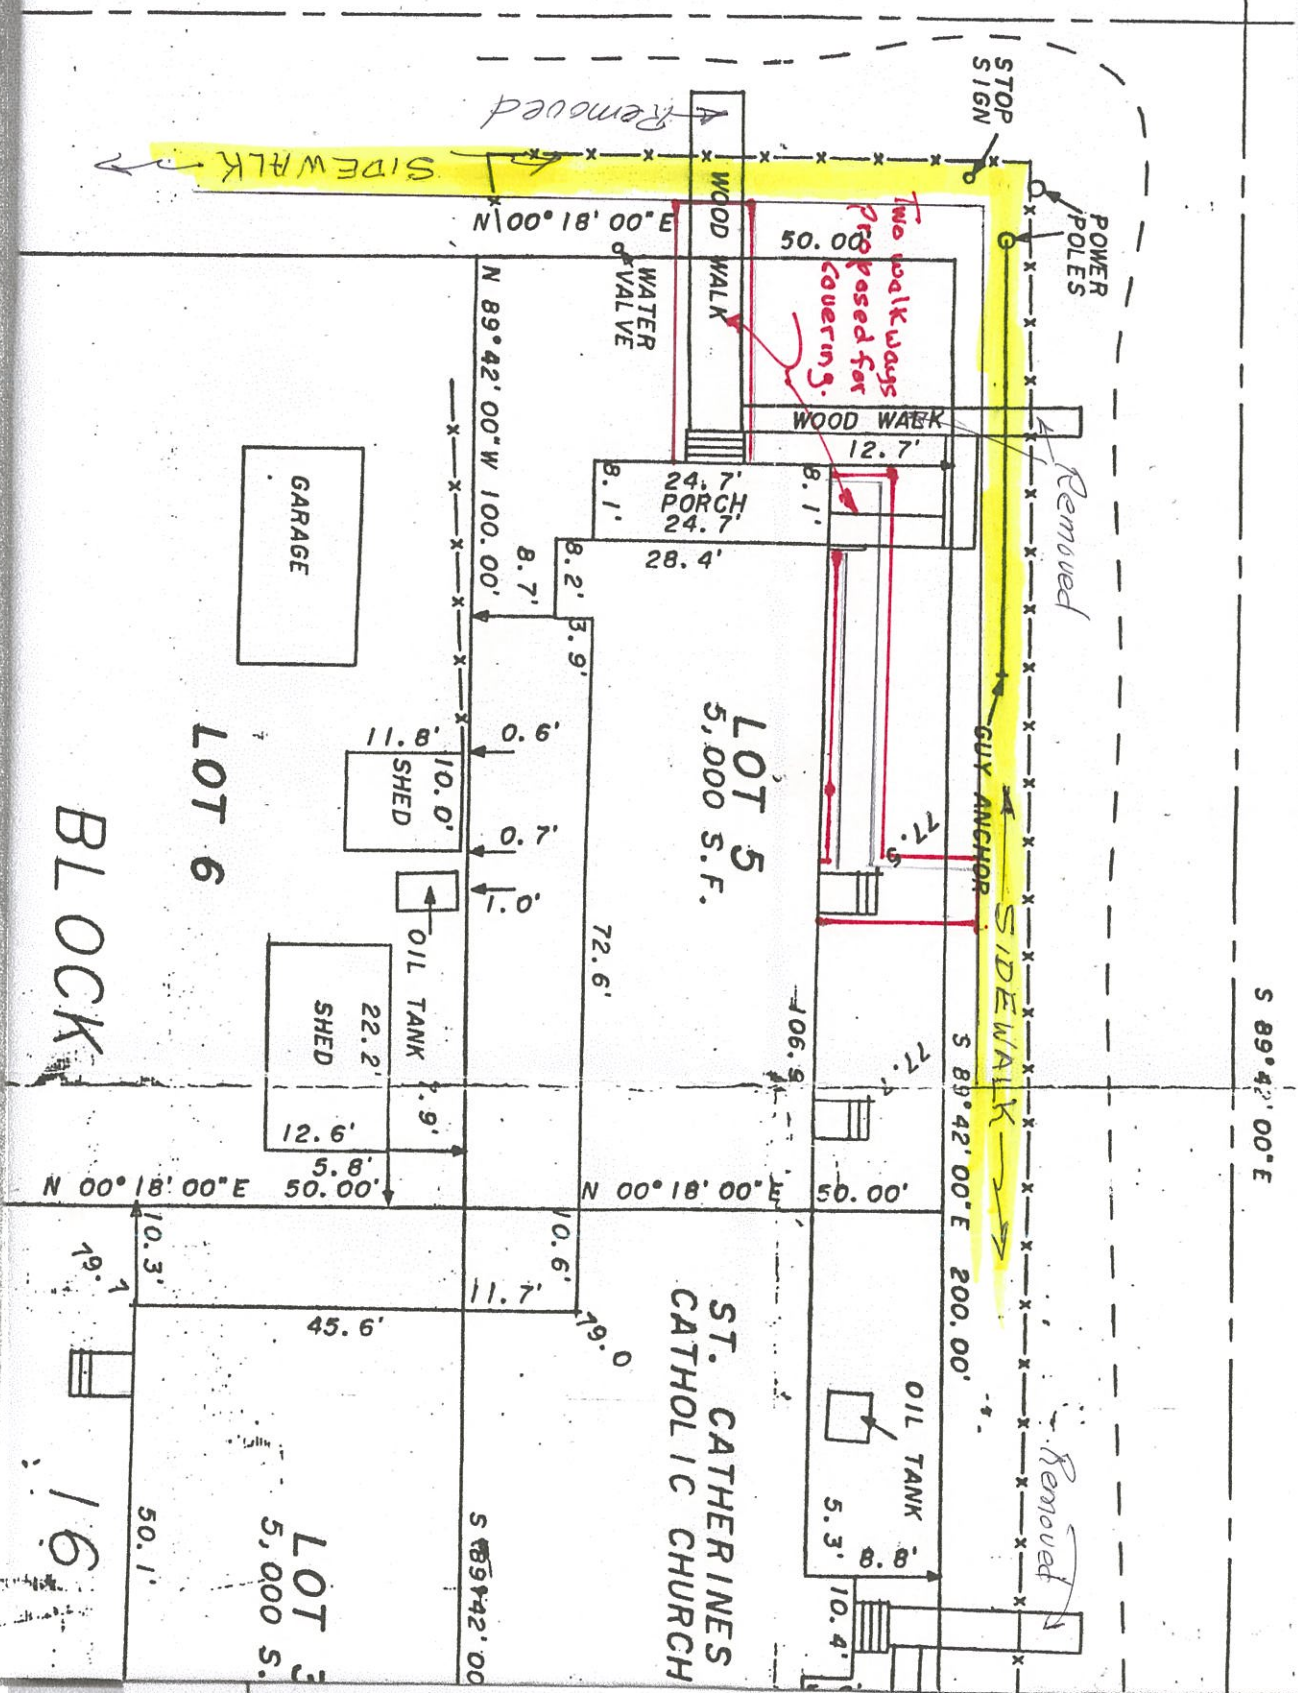 STOP
SIGN
POWER
POLES
Removed
SIDEWALK
N 00° 18' 00"E
50.00'
WOOD WALK
WATER
VALVE
Two walkways
Proposed for
Covering.
WOOD WALK
12.7'
Removed
N 89° 42' 00"W 100.00'
8.1'
24.7'
PORCH
24.7'
8.1'
28.4'
8.2'
8.7'
3.9'
GARAGE
LOT 5
5,000 S.F.
GUY ANCHOR
SIDEWALK
S 89° 42' 00"E
0.6'
11.8'
10.0'
SHED
0.7'
1.0'
LOT 6
BLOCK
16
OIL TANK
72.6'
22.2'
SHED
12.6'
5.8'
N 00° 18' 00"E 50.00'
N 00° 18' 00"E 50.00'
S 89° 42' 00"E 200.00'
10.3'
10.6'
11.7'
45.6'
79.0
ST. CATHERINES
CATHOLIC CHURCH
OIL TANK
5.3'
8.8'
10.4'
Removed
50.1'
LOT 3
5,000 S.